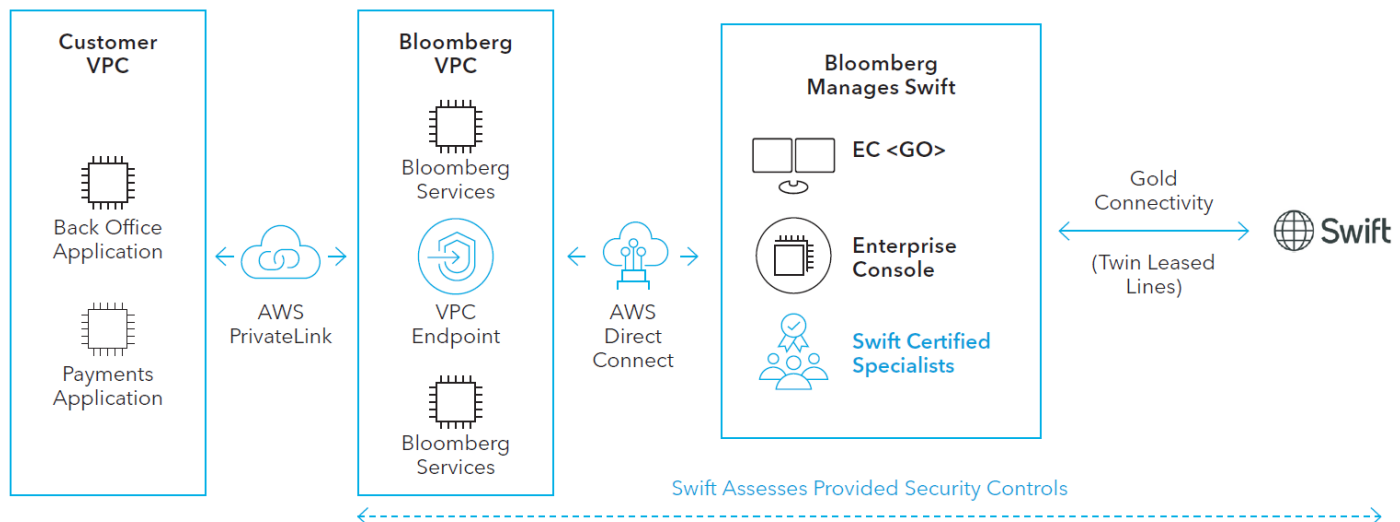 Customer
VPC
Back Office
Application
Payments
Application
AWS
PrivateLink
Bloomberg
VPC
Bloomberg
Services
VPC
Endpoint
Bloomberg
Services
AWS
Direct
Connect
Bloomberg
Manages Swift
EC <GO>
Enterprise
Console
Swift Certified
Specialists
Gold
Connectivity
(Twin Leased
Lines)
Swift
Swift Assesses Provided Security Controls